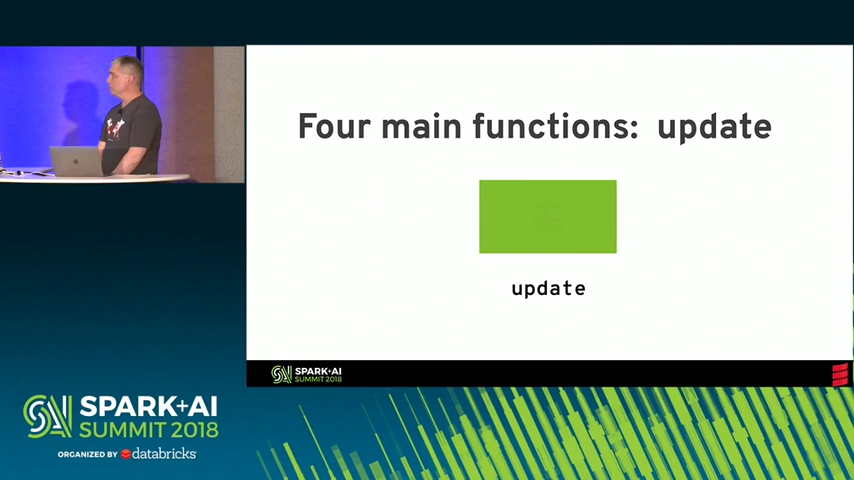 Four main functions: update
update
SPARK+AI
SUMMIT 2018
SPARK+AI
SUMMIT 2018
ORGANIZED BY databricks